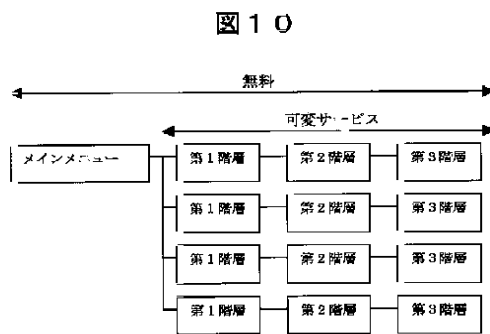 図１０
無料
可変サービス
メインメニュー 第１階層 第２階層 第３階層
第１階層 第２階層 第３階層
第１階層 第２階層 第３階層
第１階層 第２階層 第３階層